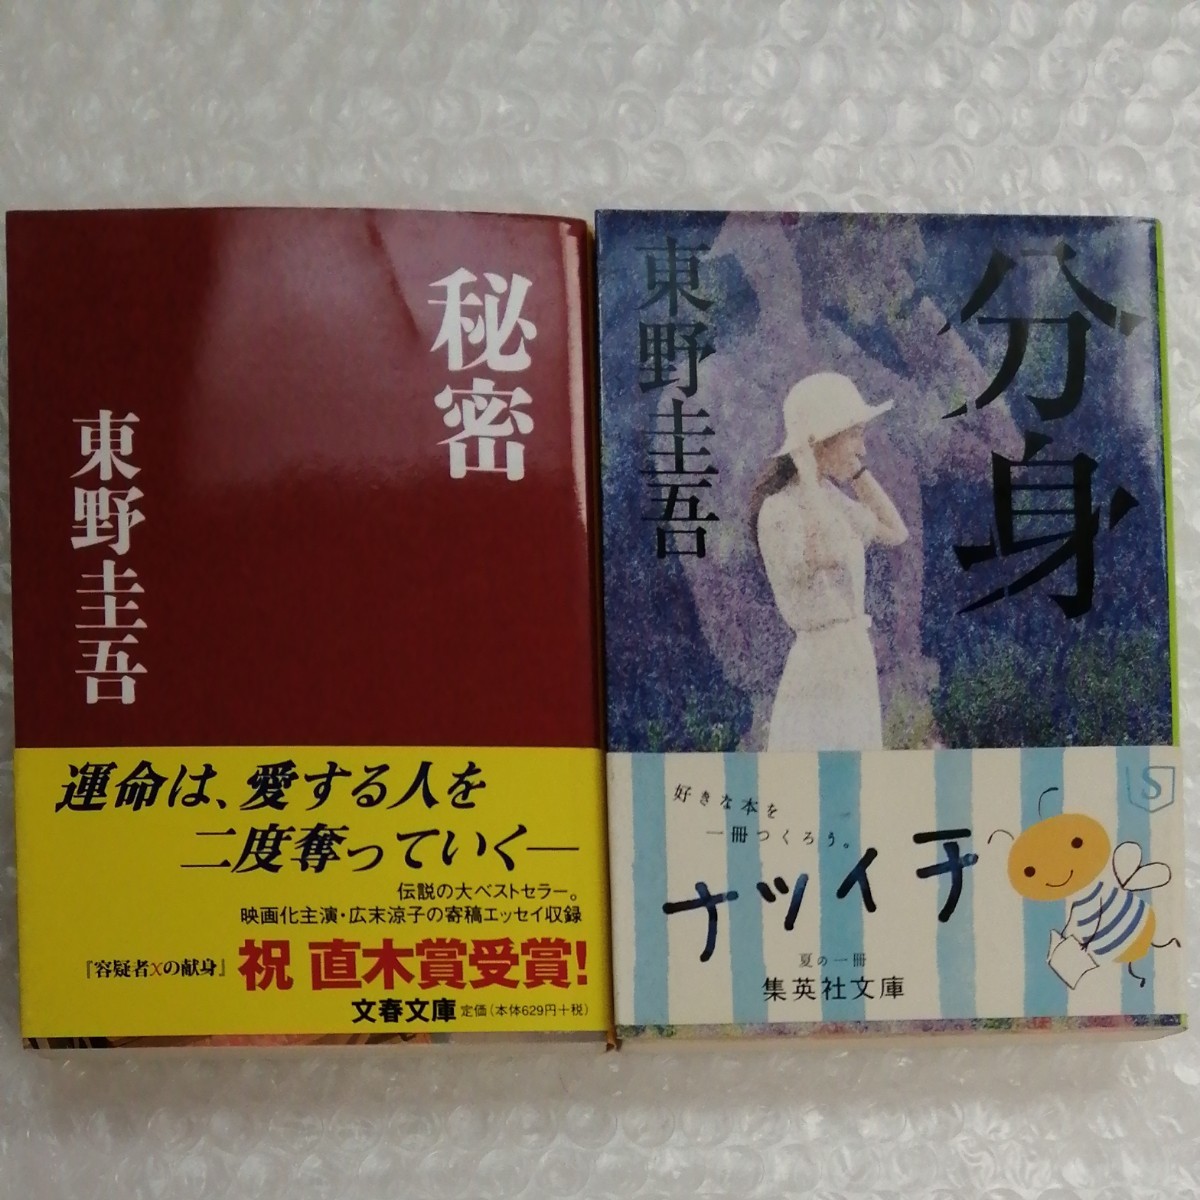 秘密
東野圭吾
運命は、愛する人を
二度奪っていく―
伝説の大ベストセラー。
映画化主演・広末涼子の寄稿エッセイ収録
『容疑者Xの献身』祝 直木賞受賞!
文春文庫 定価(本体629円+税)
分身
東野圭吾
S
好きな本を
一冊つくろう。
ナツイチ
夏の一冊
集英社文庫